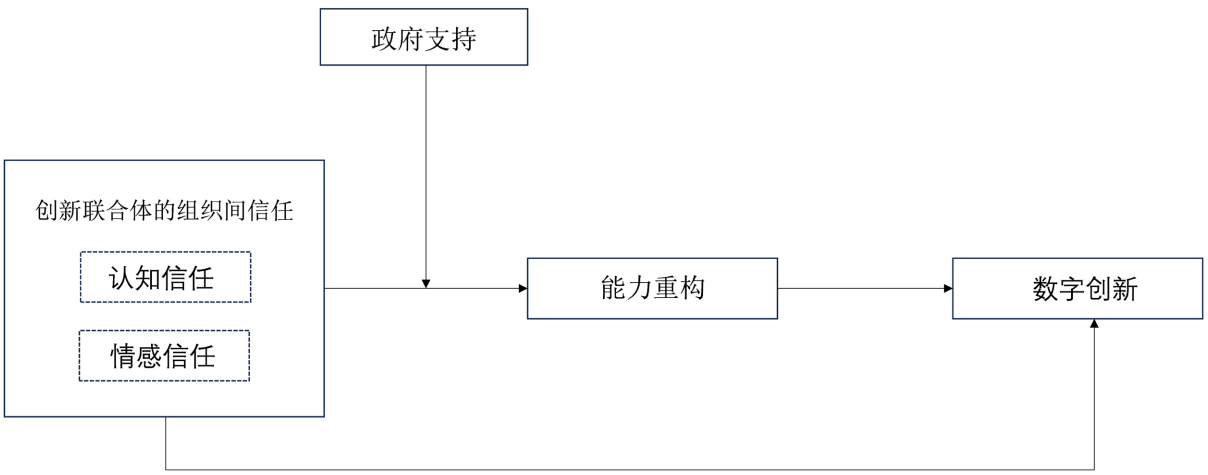 政府支持
创新联合体的组织间信任
认知信任
情感信任
能力重构
数字创新